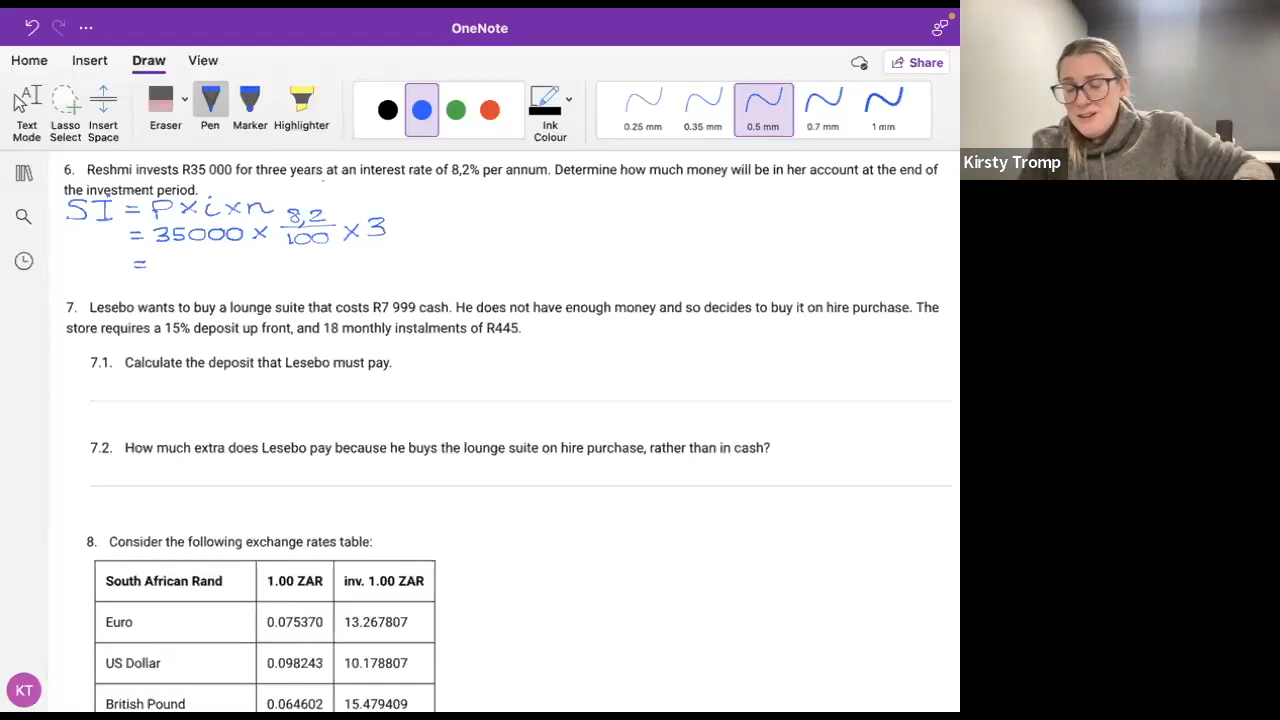 OneNote
Home Insert Draw View
Share
Text Mode
Lasso Select
Insert Space
Eraser
Pen
Marker
Highlighter
Ink Colour
0.25 mm
0.35 mm
0.5 mm
0.7 mm
1 mm
Kirsty Tromp
6. Reshmi invests R35 000 for three years at an interest rate of 8,2% per annum. Determine how much money will be in her account at the end of
the investment period.
SI = P × i × n
= 35000 × 8,2/100 × 3
=
7. Lesebo wants to buy a lounge suite that costs R7 999 cash. He does not have enough money and so decides to buy it on hire purchase. The
store requires a 15% deposit up front, and 18 monthly instalments of R445.
7.1. Calculate the deposit that Lesebo must pay.
7.2. How much extra does Lesebo pay because he buys the lounge suite on hire purchase, rather than in cash?
8. Consider the following exchange rates table:
South African Rand 1.00 ZAR inv. 1.00 ZAR
Euro 0.075370 13.267807
US Dollar 0.098243 10.178807
British Pound 0.064602 15.479409
KT